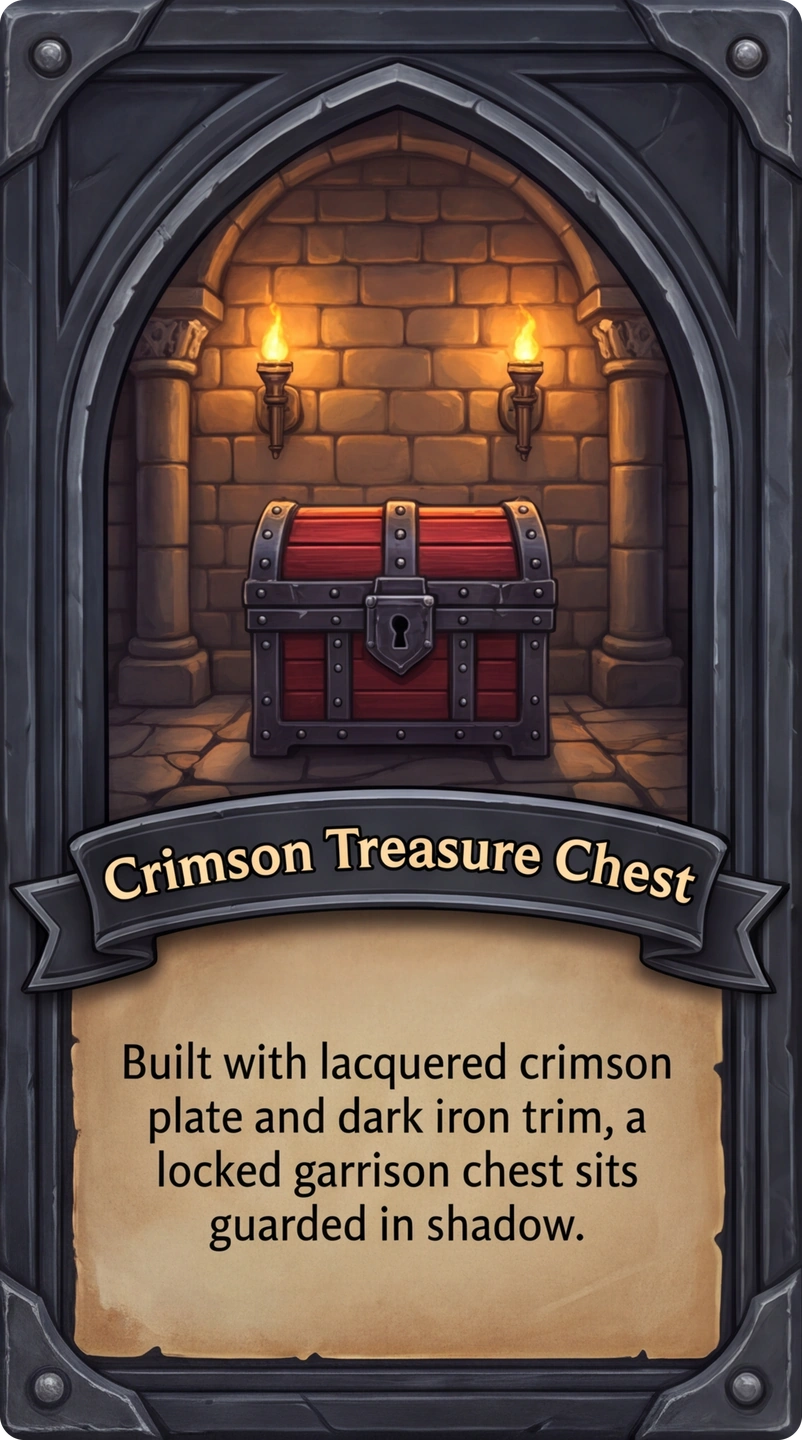 Crimson Treasure Chest
Built with lacquered crimson
plate and dark iron trim, a
locked garrison chest sits
guarded in shadow.